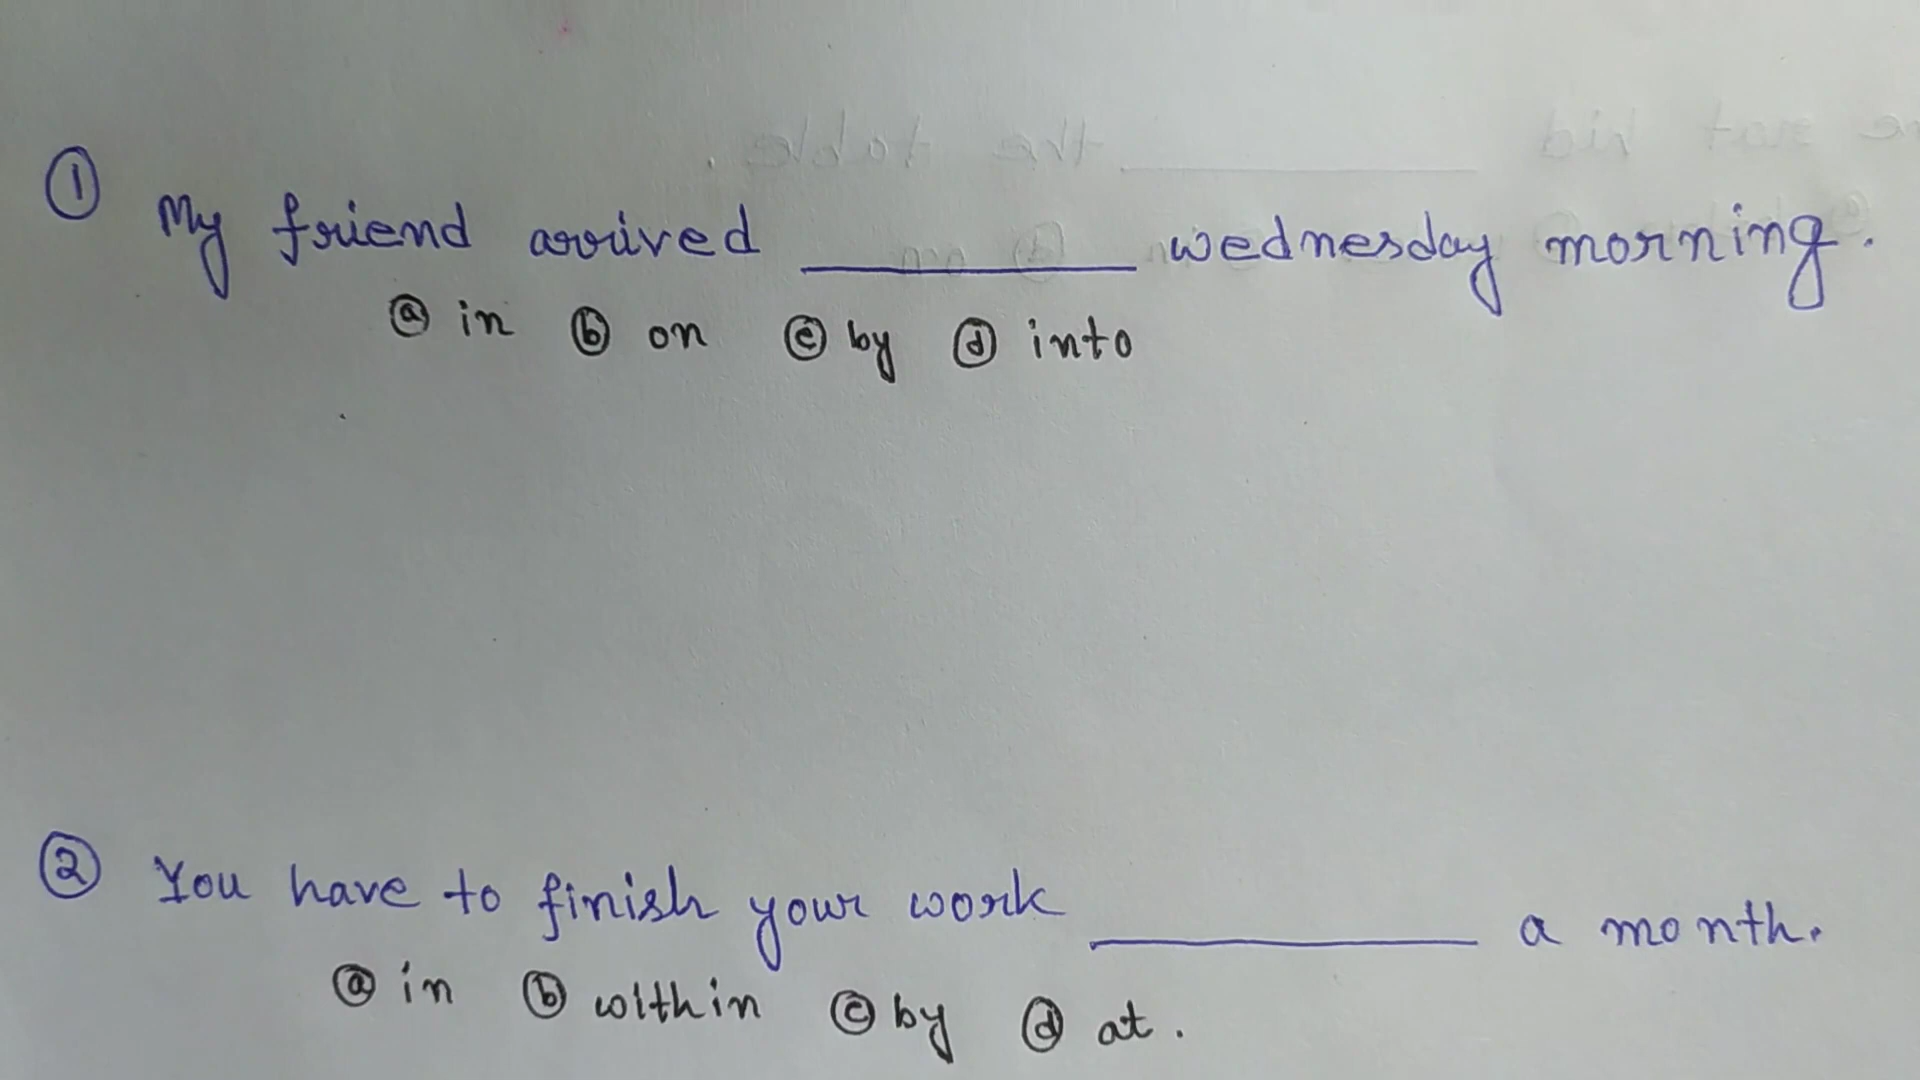 ① My friend arrived ________ wednesday morning.
ⓐ in ⓑ on ⓒ by ⓓ into
② You have to finish your work ________ a month.
ⓐ in ⓑ within ⓒ by ⓓ at.